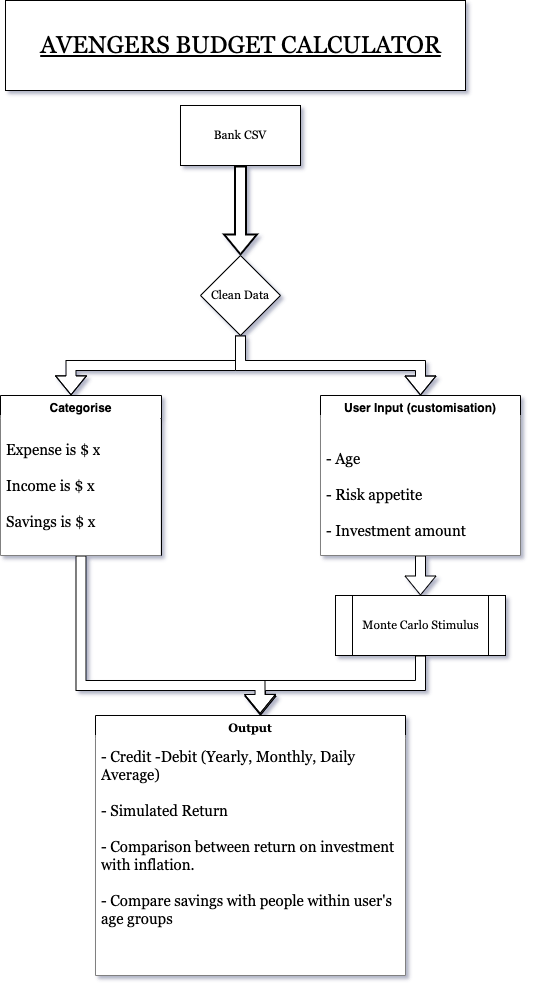 AVENGERS BUDGET CALCULATOR
Bank CSV
Clean Data
Categorise
Expense is $ x
Income is $ x
Savings is $ x
User Input (customisation)
- Age
- Risk appetite
- Investment amount
Monte Carlo Stimulus
Output
- Credit -Debit (Yearly, Monthly, Daily
Average)
- Simulated Return
- Comparison between return on investment
with inflation.
- Compare savings with people within user's
age groups